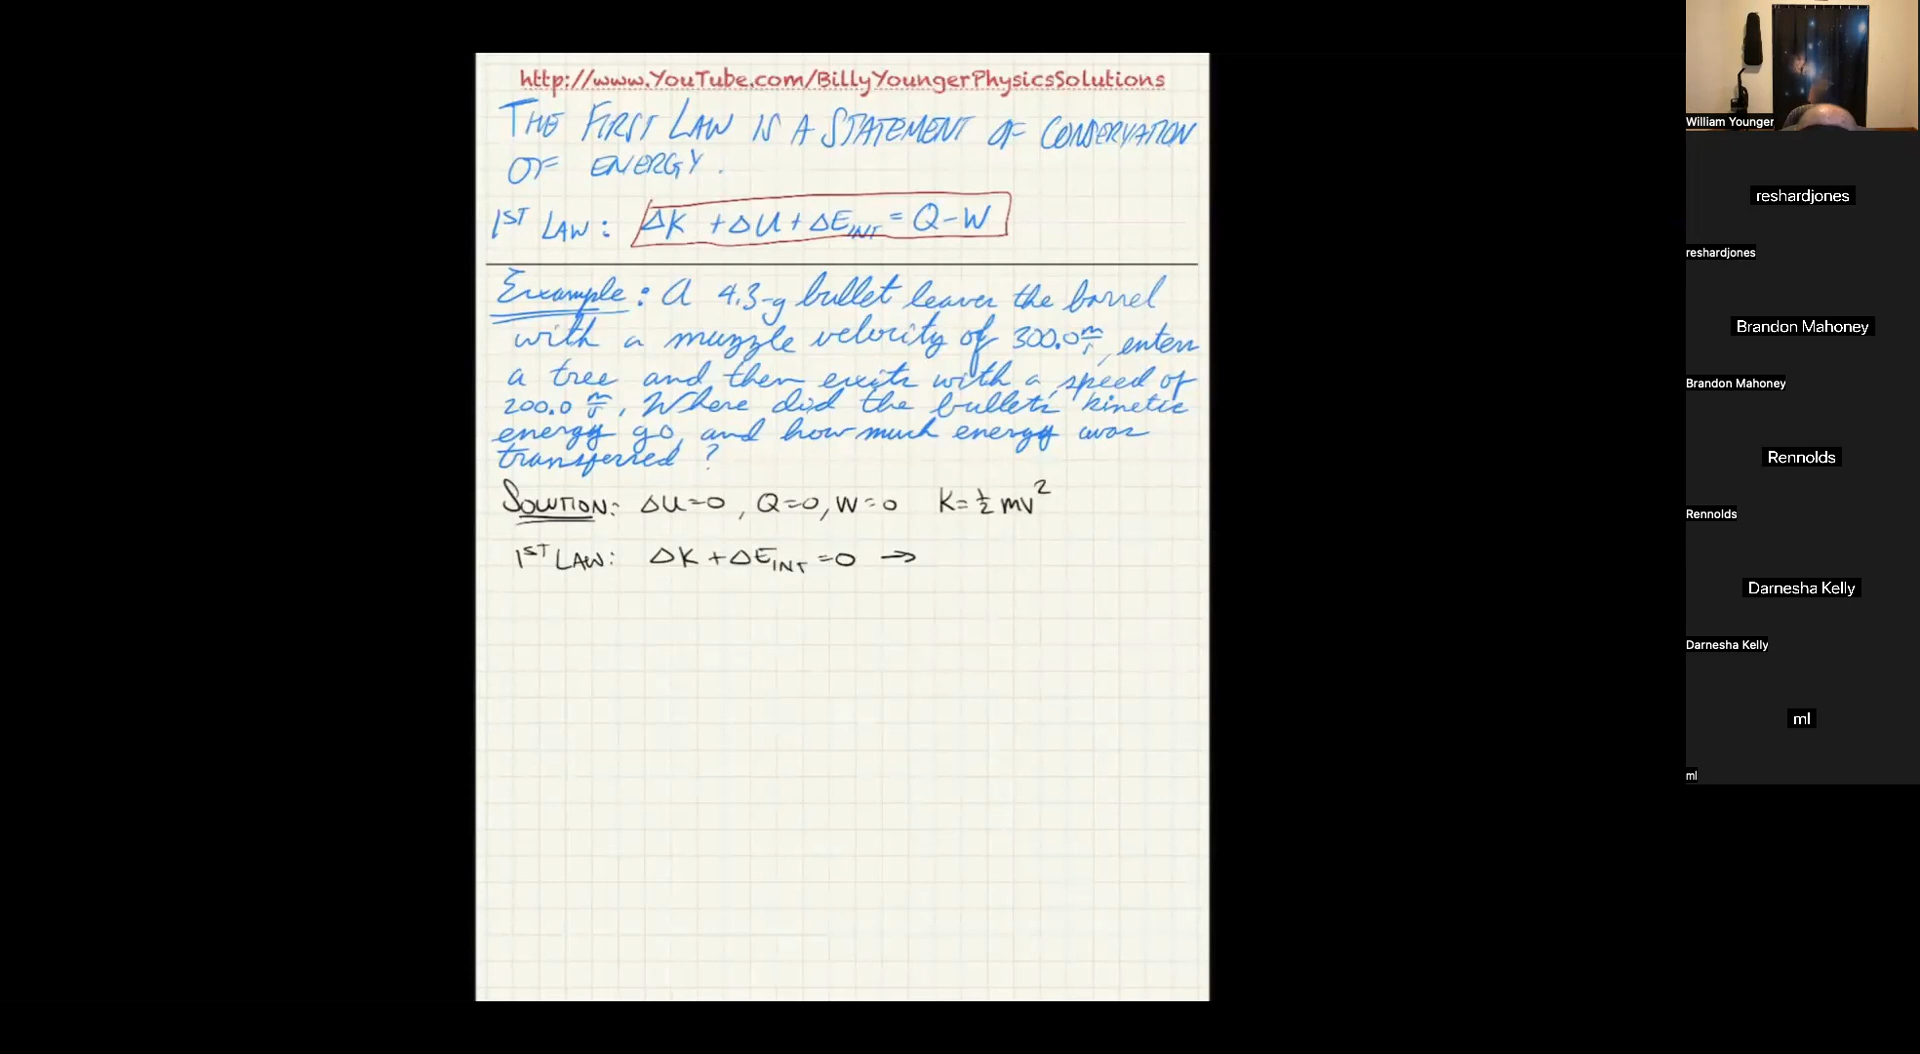 http://www.YouTube.com/BillyYoungerPhysicsSolutions
THE FIRST LAW IS A STATEMENT OF CONSERVATION
OF ENERGY.
1ST LAW: ΔK + ΔU + ΔE_INT = Q - W
Example: A 4.3-g bullet leaves the barrel
with a muzzle velocity of 300.0 m/s, enters
a tree and then exits with a speed of
200.0 m/s. Where did the bullet's kinetic
energy go, and how much energy was
transferred?
SOLUTION: ΔU=0, Q=0, W=0 K=½mv²
1ST LAW: ΔK + ΔE_INT = 0 →
William Younger
reshardjones
reshardjones
Brandon Mahoney
Brandon Mahoney
Rennolds
Rennolds
Darnesha Kelly
Darnesha Kelly
ml
ml